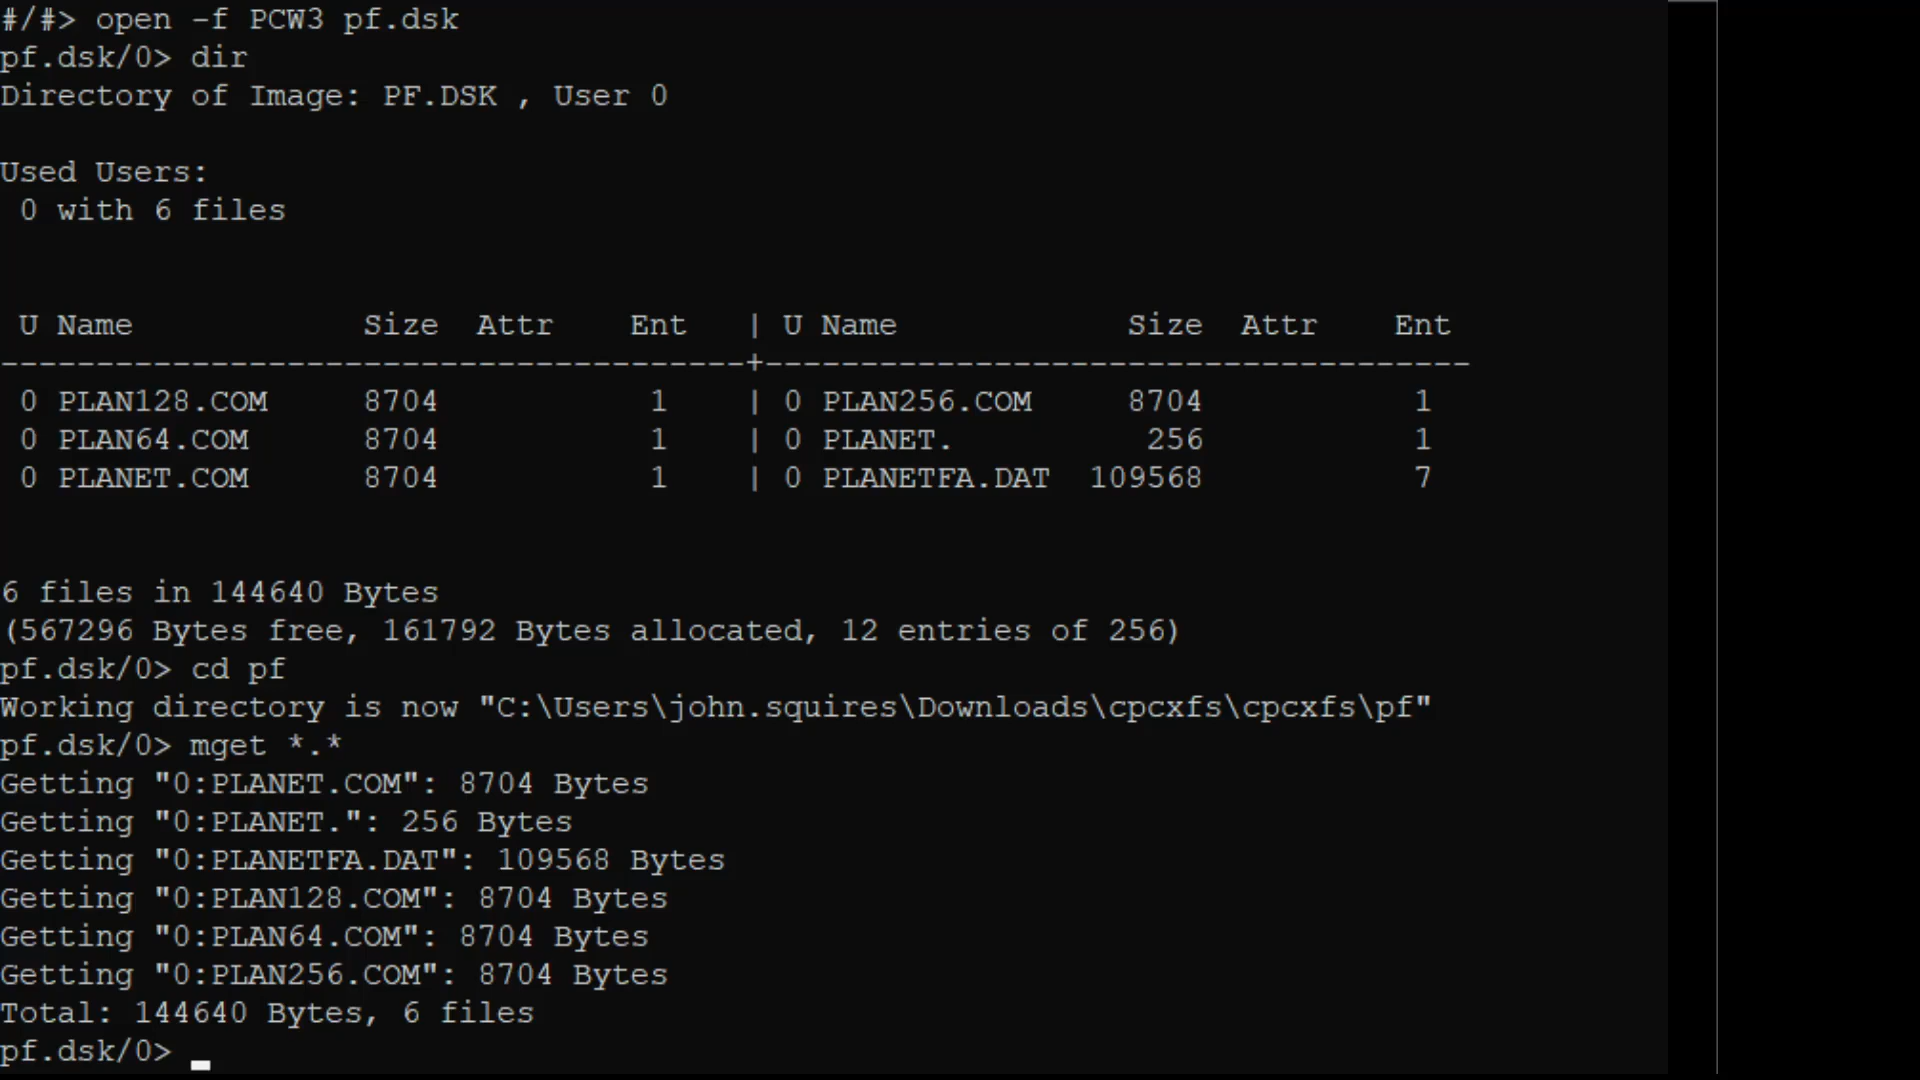 #/#> open -f PCW3 pf.dsk
pf.dsk/0> dir
Directory of Image: PF.DSK , User 0
Used Users:
 0 with 6 files
 U Name            Size  Attr    Ent   | U Name            Size  Attr    Ent
---------------------------------------+-------------------------------------
 0 PLAN128.COM     8704           1    | 0 PLAN256.COM     8704           1
 0 PLAN64.COM      8704           1    | 0 PLANET.          256           1
 0 PLANET.COM      8704           1    | 0 PLANETFA.DAT  109568           7
6 files in 144640 Bytes
(567296 Bytes free, 161792 Bytes allocated, 12 entries of 256)
pf.dsk/0> cd pf
Working directory is now "C:\Users\john.squires\Downloads\cpcxfs\cpcxfs\pf"
pf.dsk/0> mget *.*
Getting "0:PLANET.COM": 8704 Bytes
Getting "0:PLANET.": 256 Bytes
Getting "0:PLANETFA.DAT": 109568 Bytes
Getting "0:PLAN128.COM": 8704 Bytes
Getting "0:PLAN64.COM": 8704 Bytes
Getting "0:PLAN256.COM": 8704 Bytes
Total: 144640 Bytes, 6 files
pf.dsk/0>